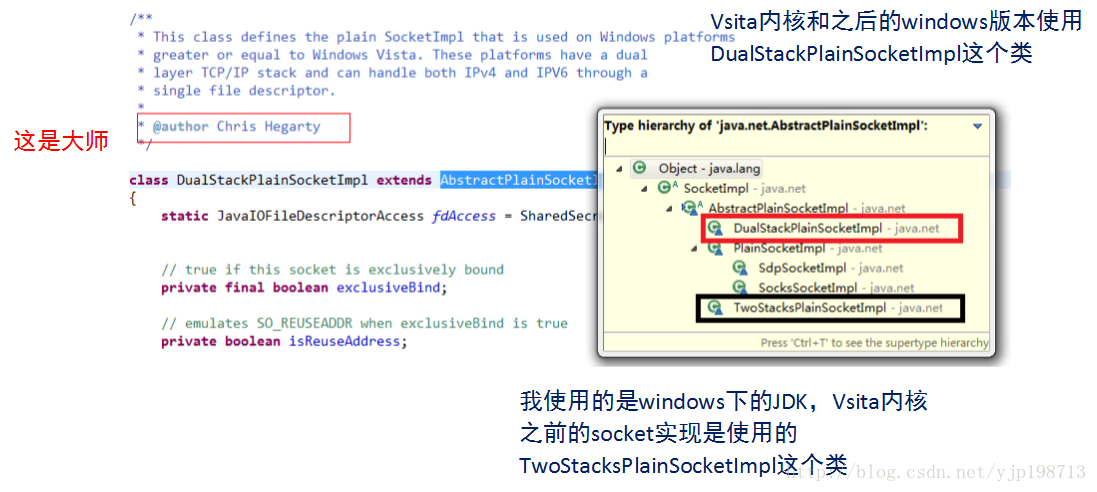 /**
 * This class defines the plain SocketImpl that is used on Windows platforms
 * greater or equal to Windows Vista. These platforms have a dual
 * layer TCP/IP stack and can handle both IPv4 and IPV6 through a
 * single file descriptor.
 *
 * @author Chris Hegarty
 */
Vsita内核和之后的windows版本使用
DualStackPlainSocketImpl这个类
这是大师
class DualStackPlainSocketImpl extends AbstractPlainSocketI
{
static JavaIOFileDescriptorAccess fdAccess = SharedSecre
// true if this socket is exclusively bound
private final boolean exclusiveBind;
// emulates SO_REUSEADDR when exclusiveBind is true
private boolean isReuseAddress;
Type hierarchy of 'java.net.AbstractPlainSocketImpl':
Object - java.lang
SocketImpl - java.net
AbstractPlainSocketImpl - java.net
DualStackPlainSocketImpl - java.net
PlainSocketImpl - java.net
SdpSocketImpl - java.net
SocksSocketImpl - java.net
TwoStacksPlainSocketImpl - java.net
Press 'Ctrl+T' to see the supertype hierarchy
我使用的是windows下的JDK，Vsita内核
之前的socket实现是使用的
TwoStacksPlainSocketImpl这个类
http://blog.csdn.net/yjp198713